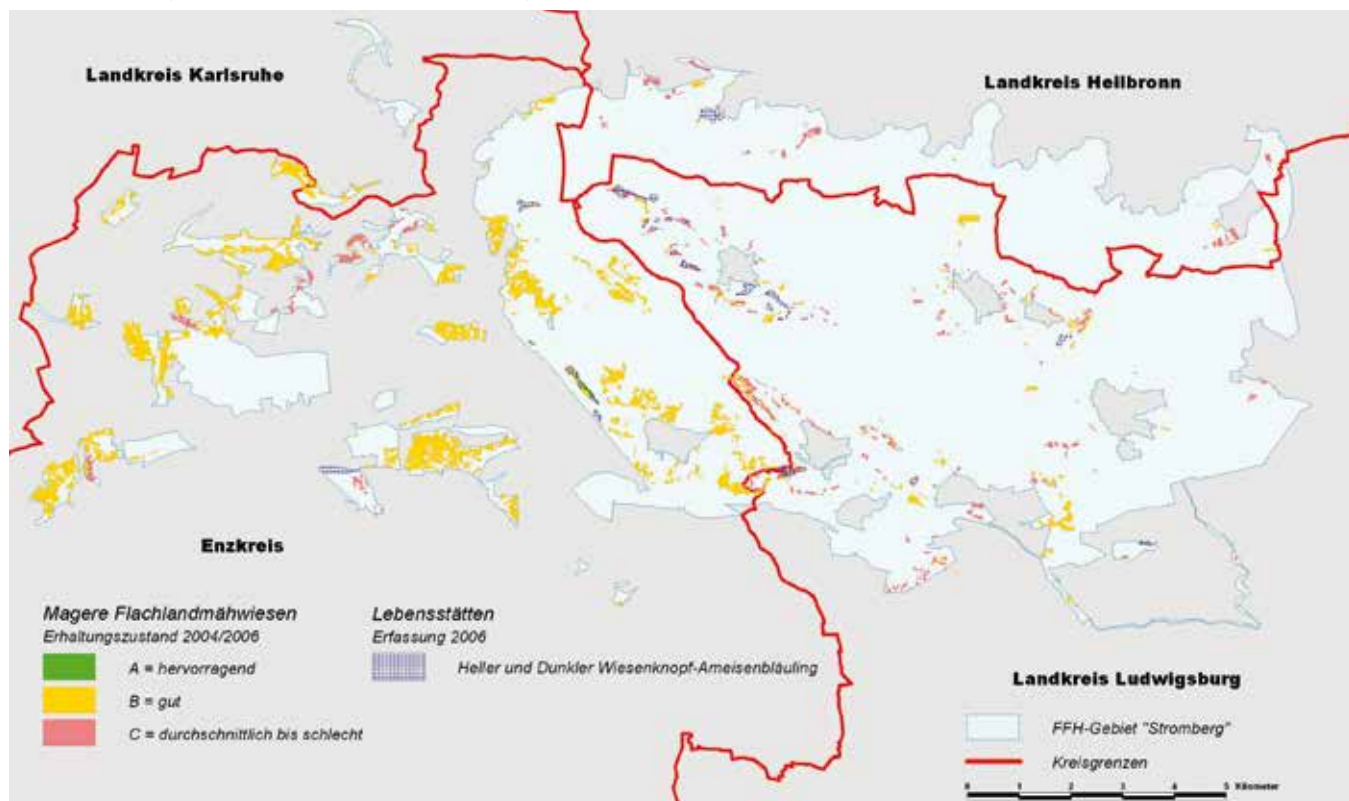 Landkreis Karlsruhe
Landkreis Heilbronn
Enzkreis
Magere Flachlandmähwiesen
Erhaltungszustand 2004/2006
A = hervorragend
B = gut
C = durchschnittlich bis schlecht
Lebensstätten
Erfassung 2006
Heller und Dunkler Wiesenknopf-Ameisenbläuling
Landkreis Ludwigsburg
FFH-Gebiet "Stromberg"
Kreisgrenzen
0 1 2 3 4 5 Kilometer